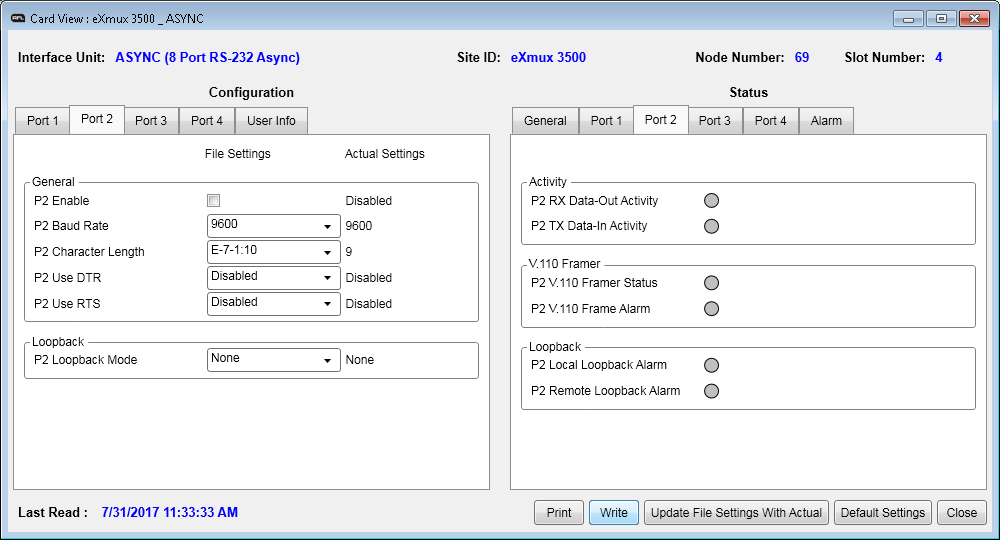 AFL Card View : eXmux 3500 _ ASYNC
Interface Unit: ASYNC (8 Port RS-232 Async) Site ID: eXmux 3500 Node Number: 69 Slot Number: 4
Configuration
Port 1 Port 2 Port 3 Port 4 User Info
File Settings Actual Settings
General
P2 Enable Disabled
P2 Baud Rate 9600 9600
P2 Character Length E-7-1:10 9
P2 Use DTR Disabled Disabled
P2 Use RTS Disabled Disabled
Loopback
P2 Loopback Mode None None
Status
General Port 1 Port 2 Port 3 Port 4 Alarm
Activity
P2 RX Data-Out Activity
P2 TX Data-In Activity
V.110 Framer
P2 V.110 Framer Status
P2 V.110 Frame Alarm
Loopback
P2 Local Loopback Alarm
P2 Remote Loopback Alarm
Last Read : 7/31/2017 11:33:33 AM
Print Write Update File Settings With Actual Default Settings Close